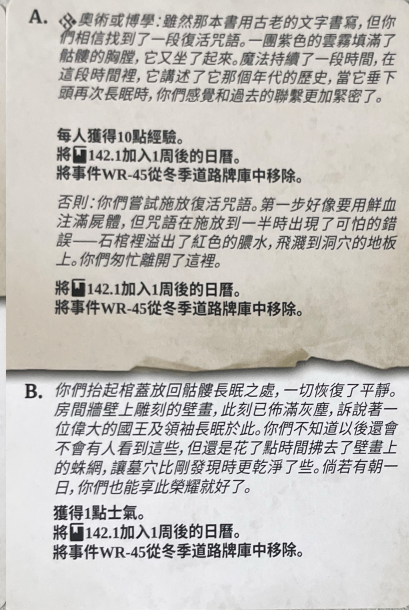 A. 奧術或博學：雖然那本書用古老的文字書寫，但你
們相信找到了一段復活咒語。一團紫色的雲霧填滿了
骷髏的胸膛，它又坐了起來。魔法持續了一段時間，在
這段時間裡，它講述了它那個年代的歷史，當它垂下
頭再次長眠時，你們感覺和過去的聯繫更加緊密了。
每人獲得10點經驗。
將142.1加入1周後的日曆。
將事件WR-45從冬季道路牌庫中移除。
否則：你們嘗試施放復活咒語。第一步好像要用鮮血
注滿屍體，但咒語在施放到一半時出現了可怕的錯
誤——石棺裡溢出了紅色的膿水，飛濺到洞穴的地板
上。你們匆忙離開了這裡。
將142.1加入1周後的日曆。
將事件WR-45從冬季道路牌庫中移除。
B. 你們抬起棺蓋放回骷髏長眠之處，一切恢復了平靜。
房間牆壁上雕刻的壁畫，此刻已佈滿灰塵，訴說著一
位偉大的國王及領袖長眠於此。你們不知道以後還會
不會有人看到這些，但還是花了點時間拂去了壁畫上
的蛛網，讓墓穴比剛發現時更乾淨了些。倘若有朝一
日，你們也能享此榮耀就好了。
獲得1點士氣。
將142.1加入1周後的日曆。
將事件WR-45從冬季道路牌庫中移除。